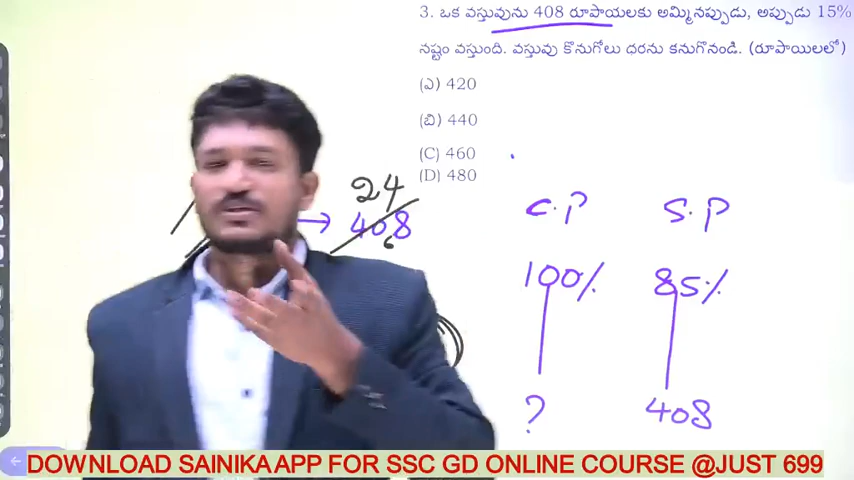 3. ఒక వస్తువును 408 రూపాయలకు అమ్మినప్పుడు, అప్పుడు 15%
నష్టం వస్తుంది. వస్తువు కొనుగోలు ధరను కనుగొనండి. (రూపాయిలలో)
(ఎ) 420
(బి) 440
(C) 460
(D) 480
24
→ 408
C.P S.P
100% 85%
? 408
DOWNLOAD SAINIKA APP FOR SSC GD ONLINE COURSE @JUST 699